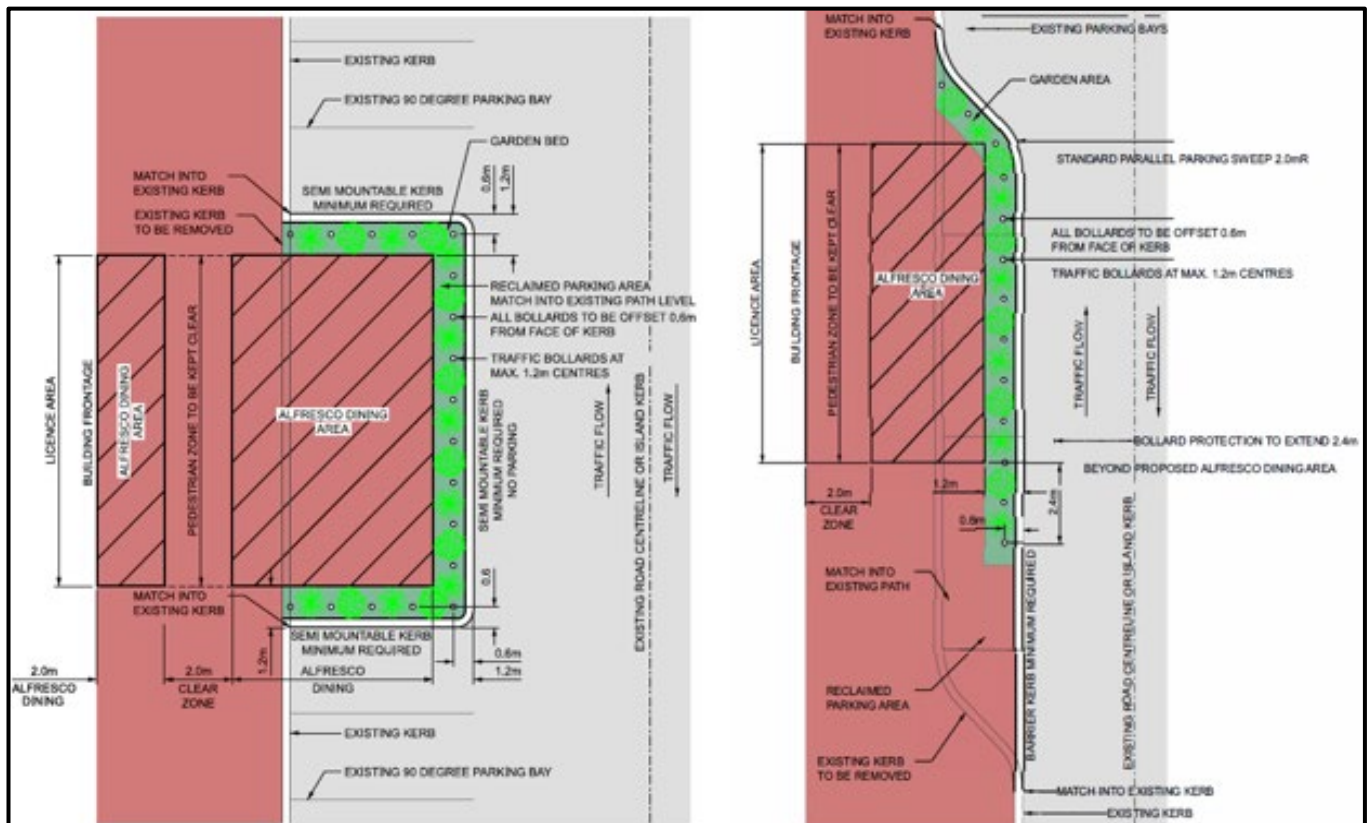 EXISTING KERB
EXISTING 90 DEGREE PARKING BAY
GARDEN BED
MATCH INTO
EXISTING KERB
SEMI MOUNTABLE KERB
MINIMUM REQUIRED
0.6m
1.2m
EXISTING KERB
TO BE REMOVED
LICENCE AREA
BUILDING FRONTAGE
ALFRESCO DINING
AREA
PEDESTRIAN ZONE TO BE KEPT CLEAR
ALFRESCO DINING
AREA
RECLAIMED PARKING AREA
MATCH INTO EXISTING PATH LEVEL
ALL BOLLARDS TO BE OFFSET 0.6m
FROM FACE OF KERB
TRAFFIC BOLLARDS AT
MAX. 1.2m CENTRES
SEMI MOUNTABLE KERB
MINIMUM REQUIRED
NO PARKING
TRAFFIC FLOW
TRAFFIC FLOW
EXISTING ROAD CENTRELINE OR ISLAND KERB
0.6
MATCH INTO
EXISTING KERB
SEMI MOUNTABLE KERB
MINIMUM REQUIRED
1.2m
0.6m
1.2m
2.0m
ALFRESCO
DINING
2.0m
CLEAR
ZONE
ALFRESCO
DINING
EXISTING KERB
EXISTING 90 DEGREE PARKING BAY
MATCH INTO
EXISTING KERB
EXISTING PARKING BAYS
GARDEN AREA
STANDARD PARALLEL PARKING SWEEP 2.0mR
ALL BOLLARDS TO BE OFFSET 0.6m
FROM FACE OF KERB
TRAFFIC BOLLARDS AT MAX. 1.2m CENTRES
LICENCE AREA
BUILDING FRONTAGE
PEDESTRIAN ZONE TO BE KEPT CLEAR
ALFRESCO DINING
AREA
TRAFFIC FLOW
TRAFFIC FLOW
BOLLARD PROTECTION TO EXTEND 2.4m
BEYOND PROPOSED ALFRESCO DINING AREA
2.0m
CLEAR
ZONE
1.2m
2.4m
0.6m
MATCH INTO
EXISTING PATH
RECLAIMED
PARKING AREA
EXISTING KERB
TO BE REMOVED
BARRIER KERB MINIMUM REQUIRED
EXISTING ROAD CENTRELINE OR ISLAND KERB
MATCH INTO EXISTING KERB
EXISTING KERB